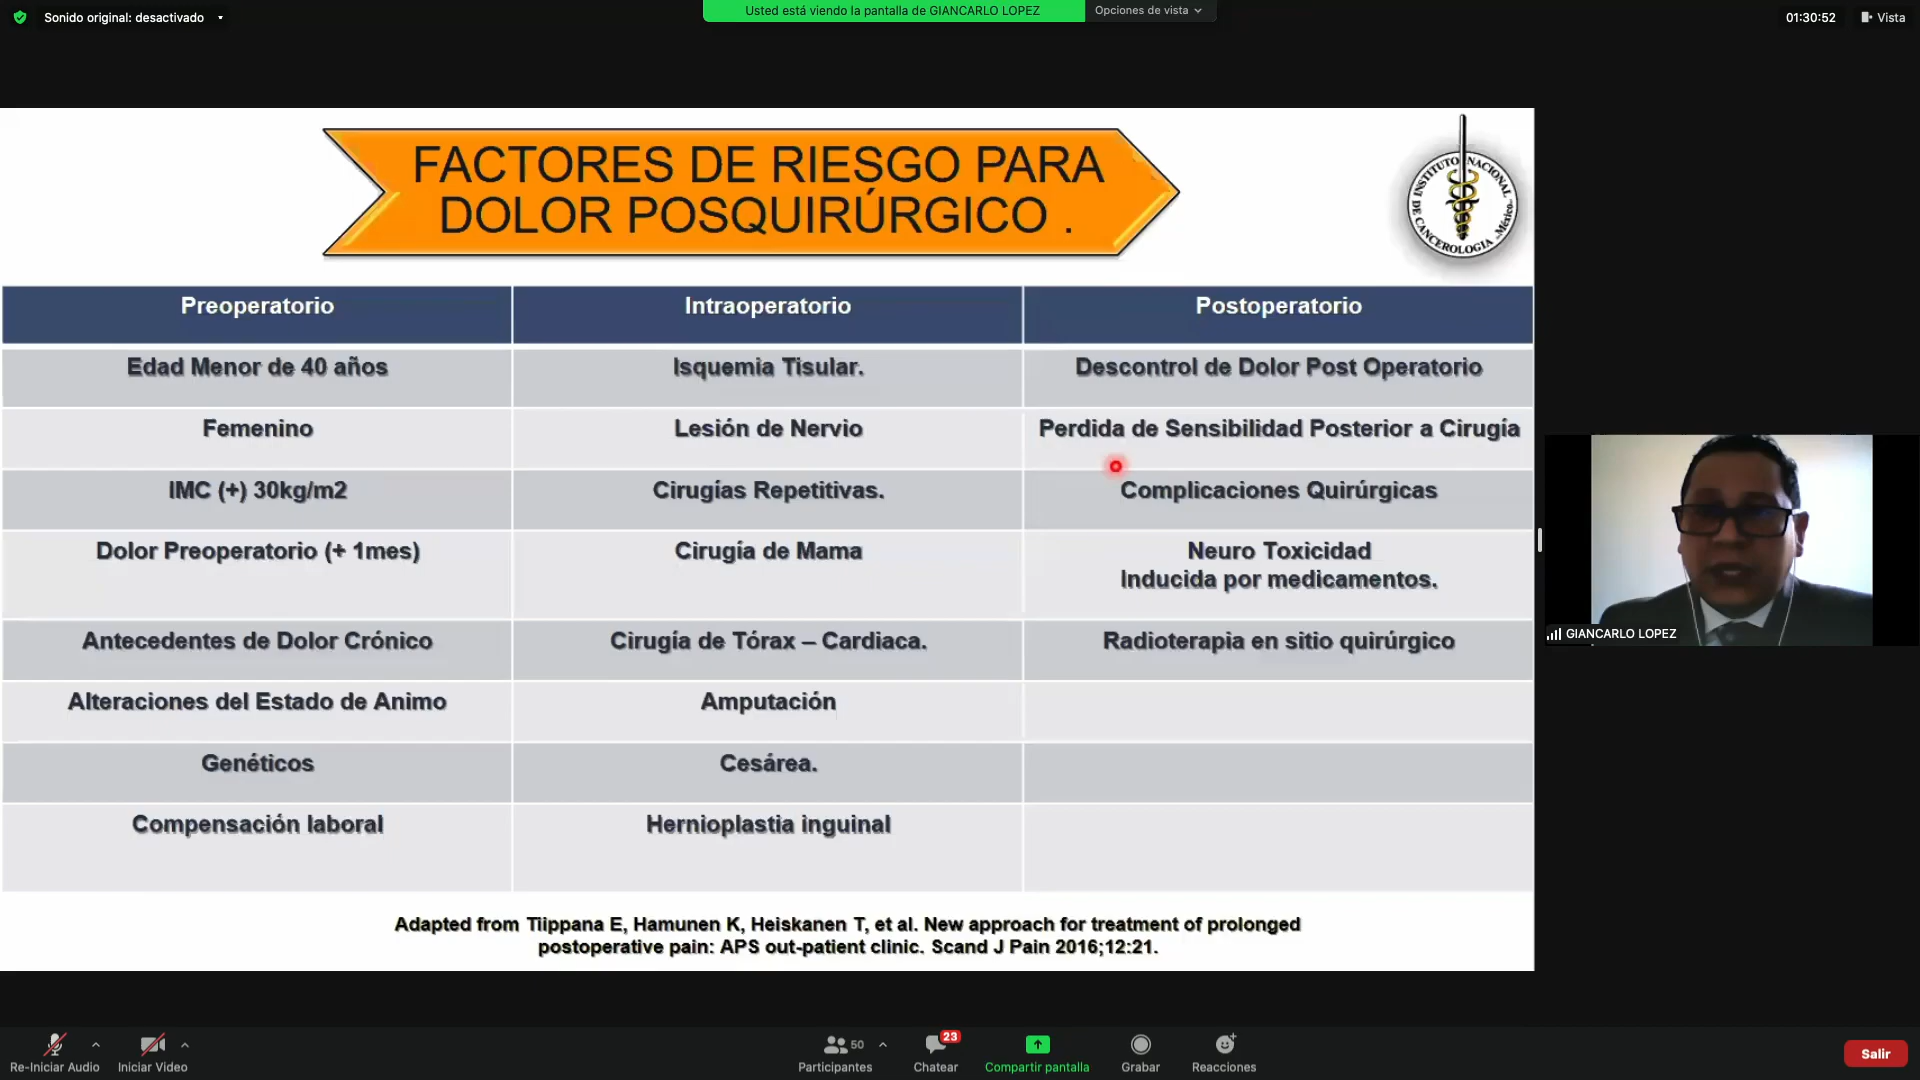 Sonido original: desactivado
Usted está viendo la pantalla de GIANCARLO LOPEZ
Opciones de vista
01:30:52
Vista
FACTORES DE RIESGO PARA
DOLOR POSQUIRÚRGICO .
INSTITUTO NACIONAL
DE CANCEROLOGIA
México
Preoperatorio
Intraoperatorio
Postoperatorio
Edad Menor de 40 años
Isquemia Tisular.
Descontrol de Dolor Post Operatorio
Femenino
Lesión de Nervio
Perdida de Sensibilidad Posterior a Cirugía
IMC (+) 30kg/m2
Cirugías Repetitivas.
Complicaciones Quirúrgicas
Dolor Preoperatorio (+ 1mes)
Cirugía de Mama
Neuro Toxicidad
Inducida por medicamentos.
Antecedentes de Dolor Crónico
Cirugía de Tórax – Cardiaca.
Radioterapia en sitio quirúrgico
Alteraciones del Estado de Animo
Amputación
Genéticos
Cesárea.
Compensación laboral
Hernioplastia inguinal
Adapted from Tiippana E, Hamunen K, Heiskanen T, et al. New approach for treatment of prolonged
postoperative pain: APS out-patient clinic. Scand J Pain 2016;12:21.
GIANCARLO LOPEZ
Re-Iniciar Audio
Iniciar Video
50
Participantes
23
Chatear
Compartir pantalla
Grabar
Reacciones
Salir